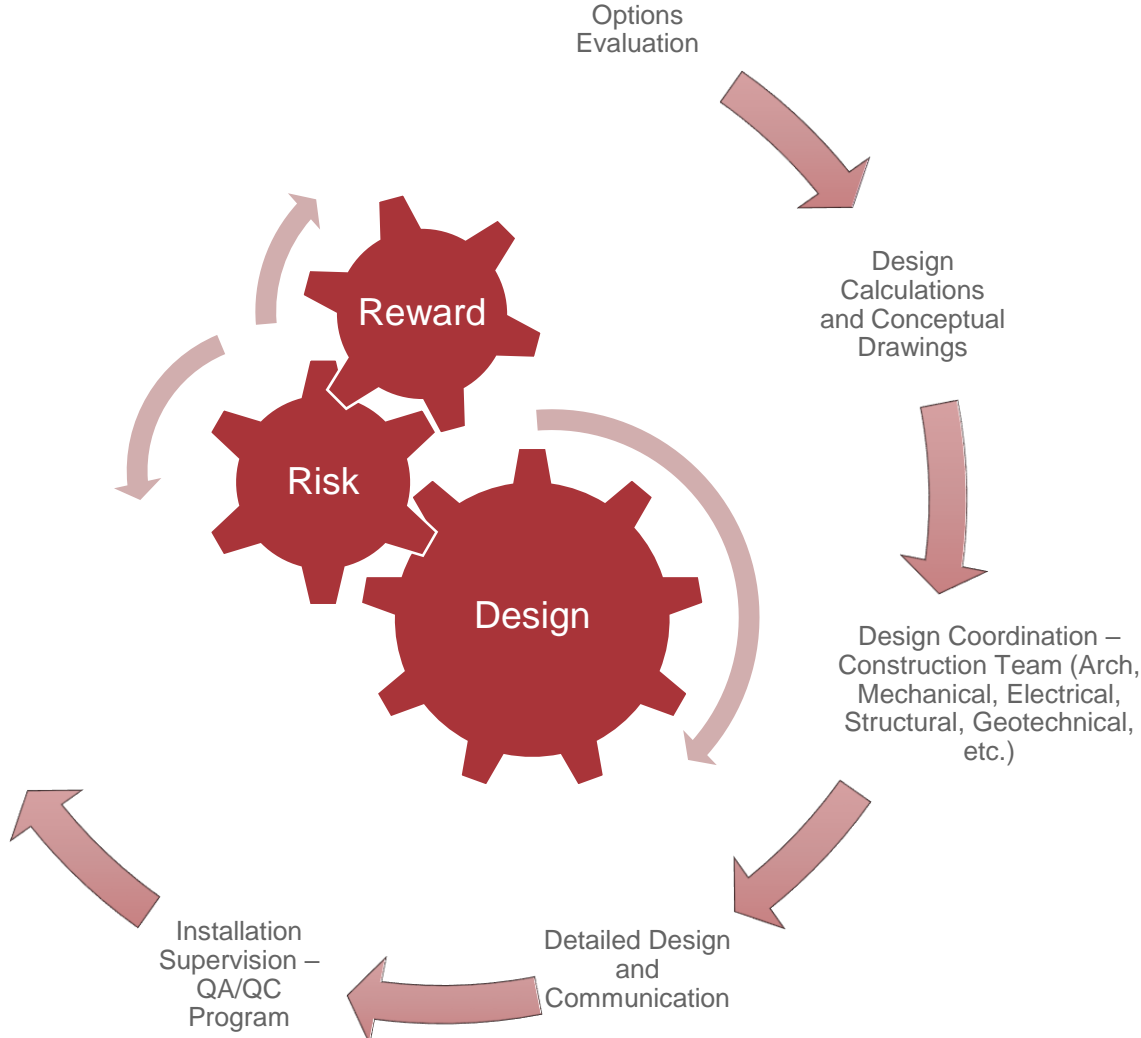 Options
Evaluation
Design
Calculations
and Conceptual
Drawings
Design Coordination –
Construction Team (Arch,
Mechanical, Electrical,
Structural, Geotechnical,
etc.)
Detailed Design
and
Communication
Installation
Supervision –
QA/QC
Program
Reward
Risk
Design